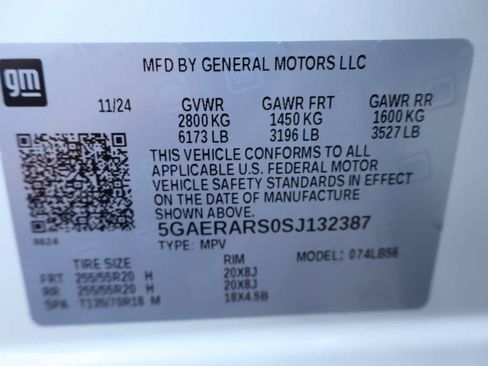 gm
MFD BY GENERAL MOTORS LLC
11/24 GVWR GAWR FRT GAWR RR
2800 KG 1450 KG 1600 KG
6173 LB 3196 LB 3527 LB
THIS VEHICLE CONFORMS TO ALL
APPLICABLE U.S. FEDERAL MOTOR
VEHICLE SAFETY STANDARDS IN EFFECT
ON THE DATE OF MANUFACTURE
SHOWN ABOVE.
5GAERARS0SJ132387
8624
TYPE: MPV MODEL: 074LB56
TIRE SIZE RIM
FRT 255/55R20 H 20X8J
RR 255/55R20 H 20X8J
SPA T135/70R18 M 18X4.5B